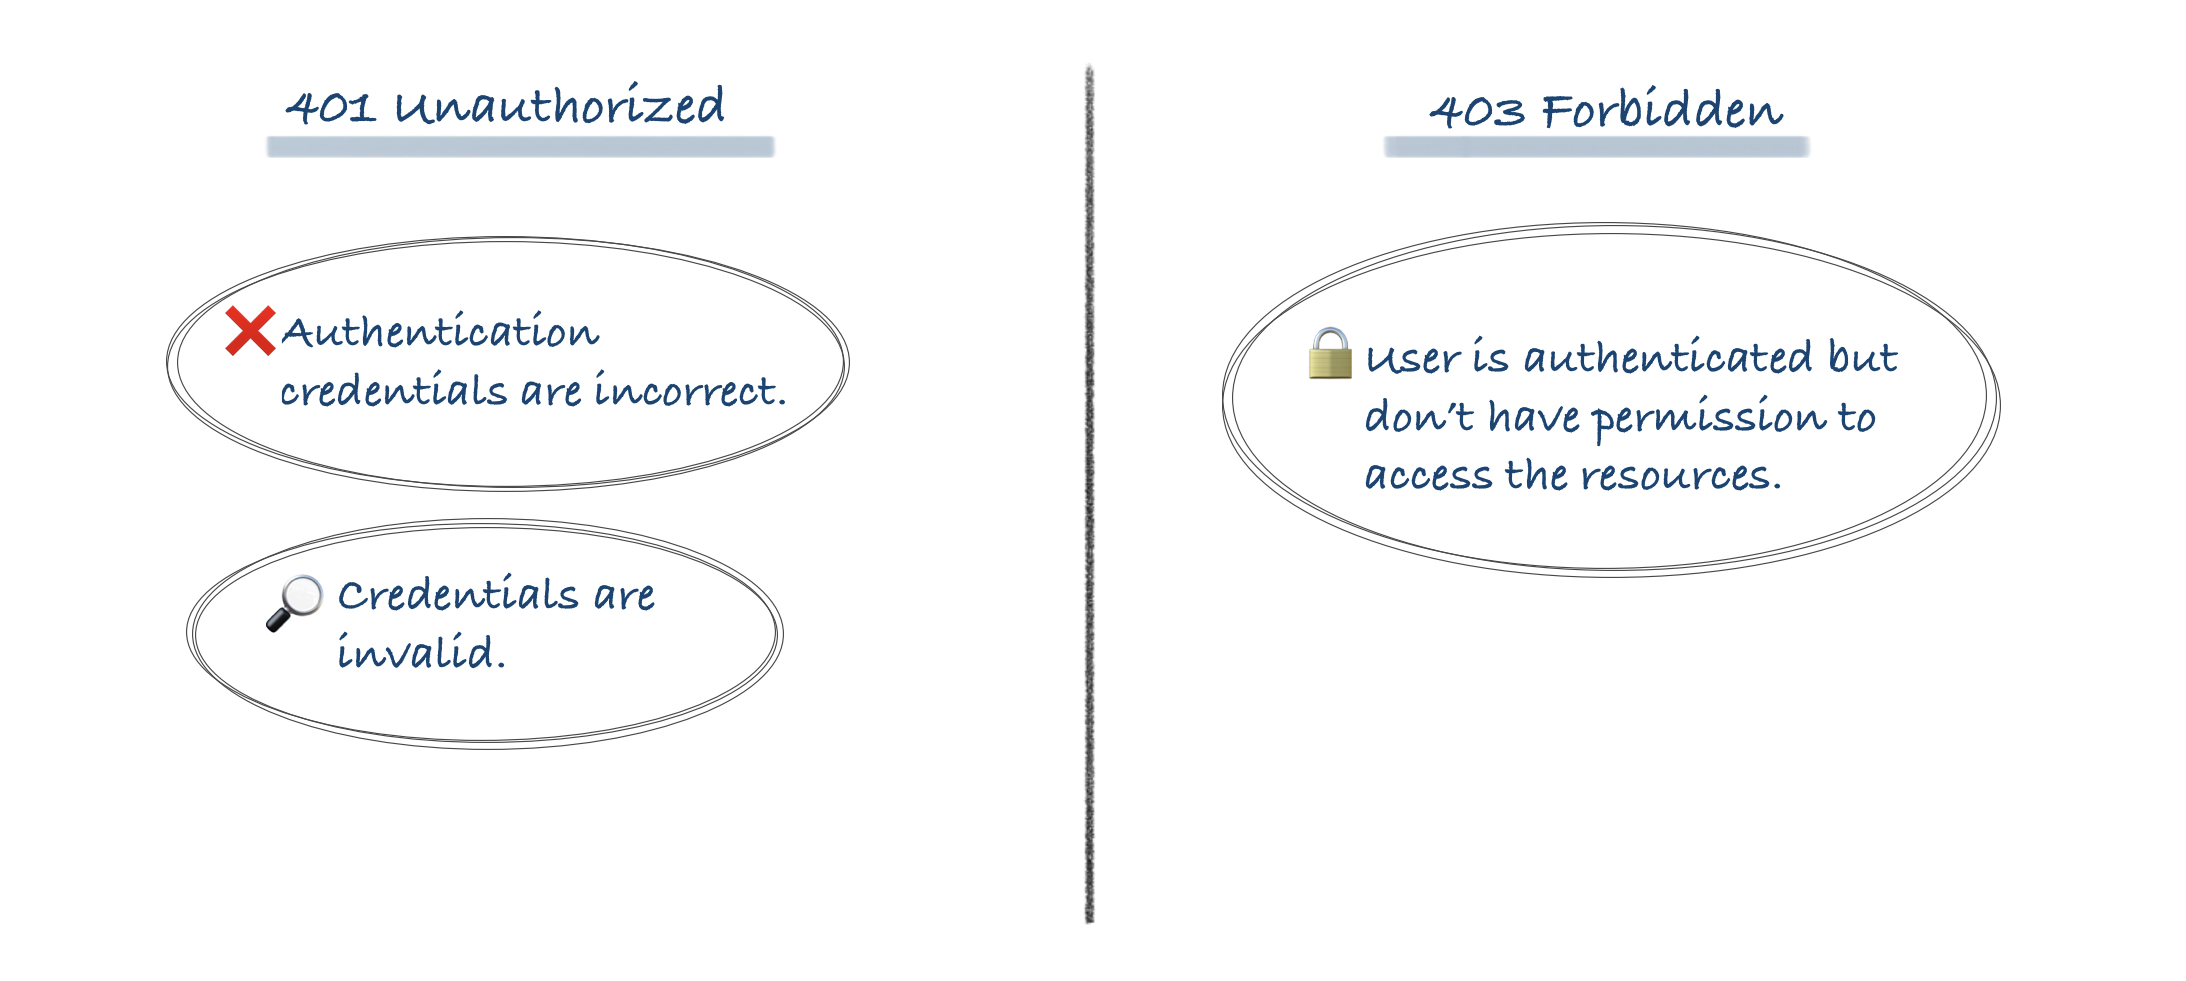 401 Unauthorized
❌ Authentication
credentials are incorrect.
🔍 Credentials are
invalid.
403 Forbidden
🔒 User is authenticated but
don't have permission to
access the resources.